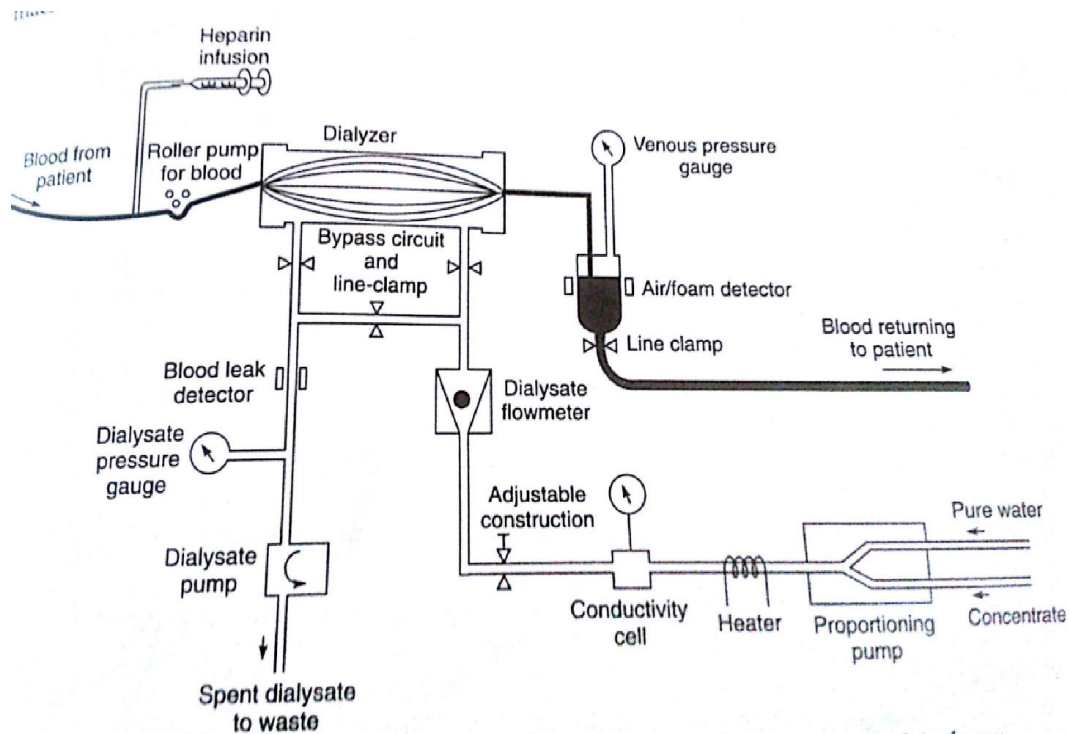 Heparin
infusion
Blood from
patient
Roller pump
for blood
Dialyzer
Venous pressure
gauge
Bypass circuit
and
line-clamp
Air/foam detector
Line clamp
Blood returning
to patient
Blood leak
detector
Dialysate
flowmeter
Dialysate
pressure
gauge
Adjustable
construction
Pure water
Dialysate
pump
Conductivity
cell
Heater
Proportioning
pump
Concentrate
Spent dialysate
to waste